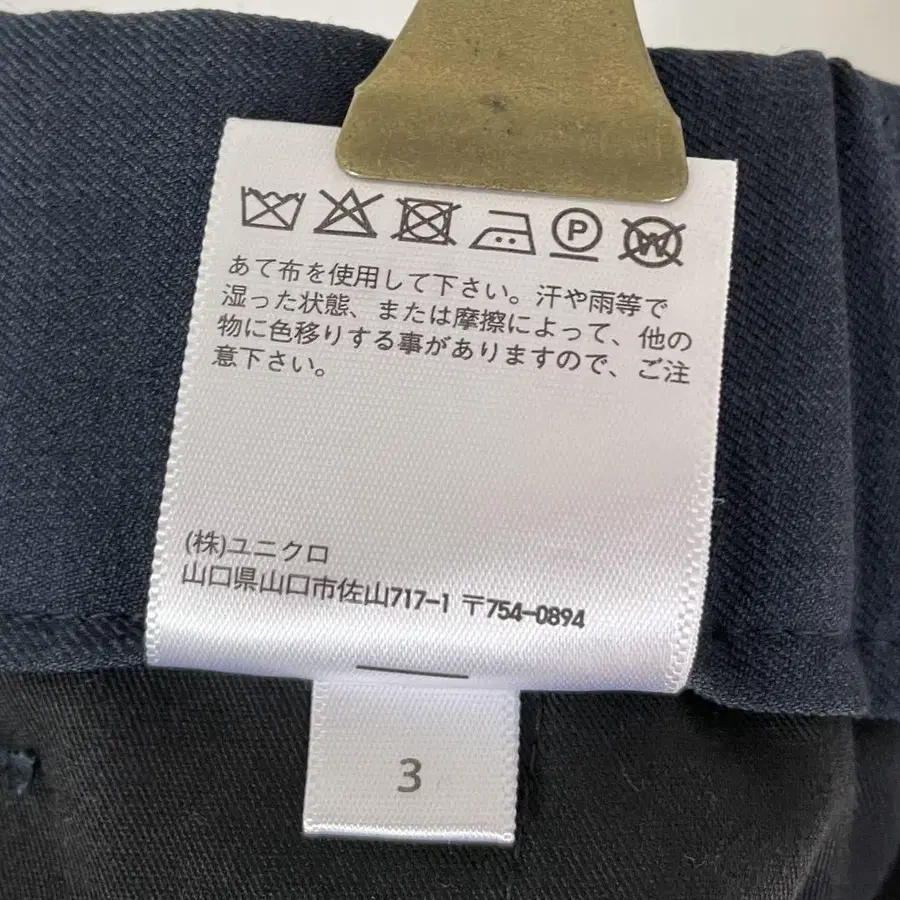 P
W
あて布を使用して下さい。汗や雨等で
湿った状態、または摩擦によって、他の
物に色移りする事がありますので、ご注
意下さい。
(株)ユニクロ
山口県山口市佐山717-1 〒754-0894
3